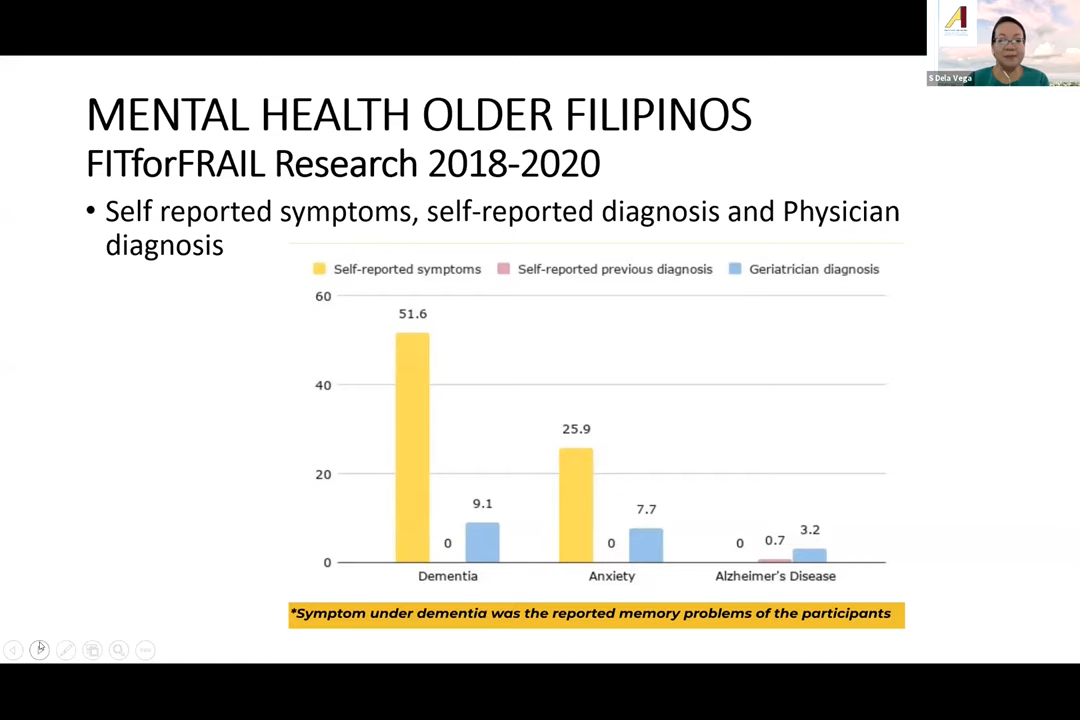 S Dela Vega
MENTAL HEALTH OLDER FILIPINOS
FITforFRAIL Research 2018-2020
• Self reported symptoms, self-reported diagnosis and Physician
diagnosis
Self-reported symptoms Self-reported previous diagnosis Geriatrician diagnosis
60
51.6
40
25.9
20
9.1
7.7
3.2
0.7
0 0 0
0
Dementia Anxiety Alzheimer's Disease
*Symptom under dementia was the reported memory problems of the participants